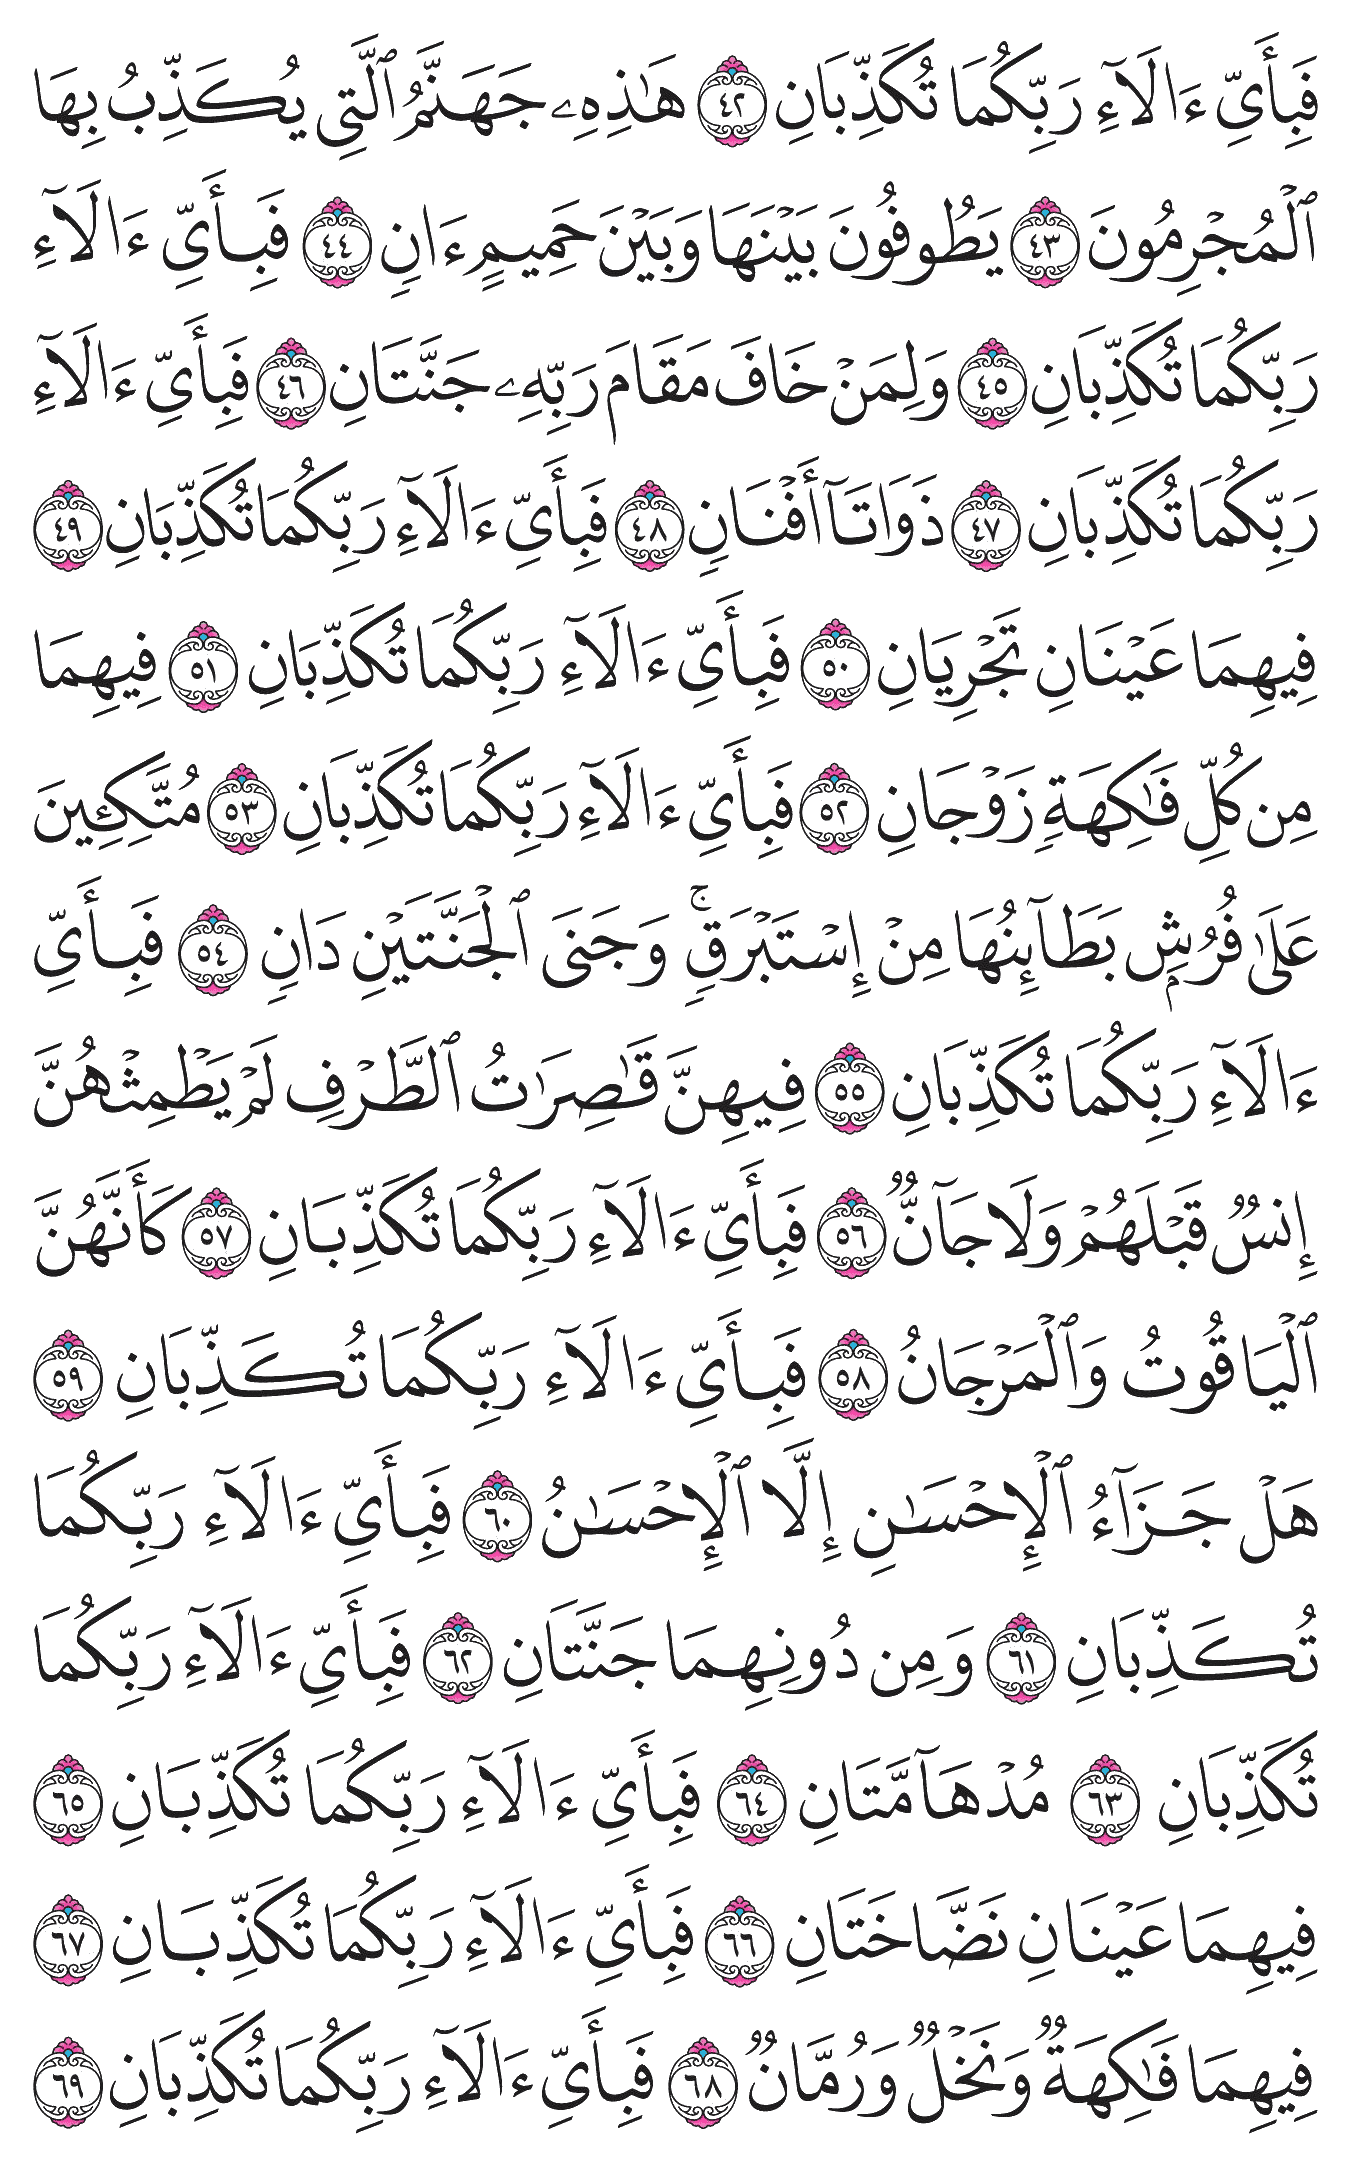 فَبِأَيِّ ءَالَآءِ رَبِّكُمَا تُكَذِّبَانِ ٤٢ هَٰذِهِۦ جَهَنَّمُ ٱلَّتِي يُكَذِّبُ بِهَا
ٱلْمُجْرِمُونَ ٤٣ يَطُوفُونَ بَيْنَهَا وَبَيْنَ حَمِيمٍ ءَانٍ ٤٤ فَبِأَيِّ ءَالَآءِ
رَبِّكُمَا تُكَذِّبَانِ ٤٥ وَلِمَنْ خَافَ مَقَامَ رَبِّهِۦ جَنَّتَانِ ٤٦ فَبِأَيِّ ءَالَآءِ
رَبِّكُمَا تُكَذِّبَانِ ٤٧ ذَوَاتَآ أَفْنَانٍ ٤٨ فَبِأَيِّ ءَالَآءِ رَبِّكُمَا تُكَذِّبَانِ ٤٩
فِيهِمَا عَيْنَانِ تَجْرِيَانِ ٥٠ فَبِأَيِّ ءَالَآءِ رَبِّكُمَا تُكَذِّبَانِ ٥١ فِيهِمَا
مِن كُلِّ فَٰكِهَةٍ زَوْجَانِ ٥٢ فَبِأَيِّ ءَالَآءِ رَبِّكُمَا تُكَذِّبَانِ ٥٣ مُتَّكِـِٔينَ
عَلَىٰ فُرُشٍۭ بَطَآئِنُهَا مِنْ إِسْتَبْرَقٍۚ وَجَنَى ٱلْجَنَّتَيْنِ دَانٍ ٥٤ فَبِأَيِّ
ءَالَآءِ رَبِّكُمَا تُكَذِّبَانِ ٥٥ فِيهِنَّ قَٰصِرَٰتُ ٱلطَّرْفِ لَمْ يَطْمِثْهُنَّ
إِنسٌ قَبْلَهُمْ وَلَا جَآنٌّ ٥٦ فَبِأَيِّ ءَالَآءِ رَبِّكُمَا تُكَذِّبَانِ ٥٧ كَأَنَّهُنَّ
ٱلْيَاقُوتُ وَٱلْمَرْجَانُ ٥٨ فَبِأَيِّ ءَالَآءِ رَبِّكُمَا تُكَذِّبَانِ ٥٩
هَلْ جَزَآءُ ٱلْإِحْسَٰنِ إِلَّا ٱلْإِحْسَٰنُ ٦٠ فَبِأَيِّ ءَالَآءِ رَبِّكُمَا
تُكَذِّبَانِ ٦١ وَمِن دُونِهِمَا جَنَّتَانِ ٦٢ فَبِأَيِّ ءَالَآءِ رَبِّكُمَا
تُكَذِّبَانِ ٦٣ مُدْهَآمَّتَانِ ٦٤ فَبِأَيِّ ءَالَآءِ رَبِّكُمَا تُكَذِّبَانِ ٦٥
فِيهِمَا عَيْنَانِ نَضَّاخَتَانِ ٦٦ فَبِأَيِّ ءَالَآءِ رَبِّكُمَا تُكَذِّبَانِ ٦٧
فِيهِمَا فَٰكِهَةٌ وَنَخْلٌ وَرُمَّانٌ ٦٨ فَبِأَيِّ ءَالَآءِ رَبِّكُمَا تُكَذِّبَانِ ٦٩